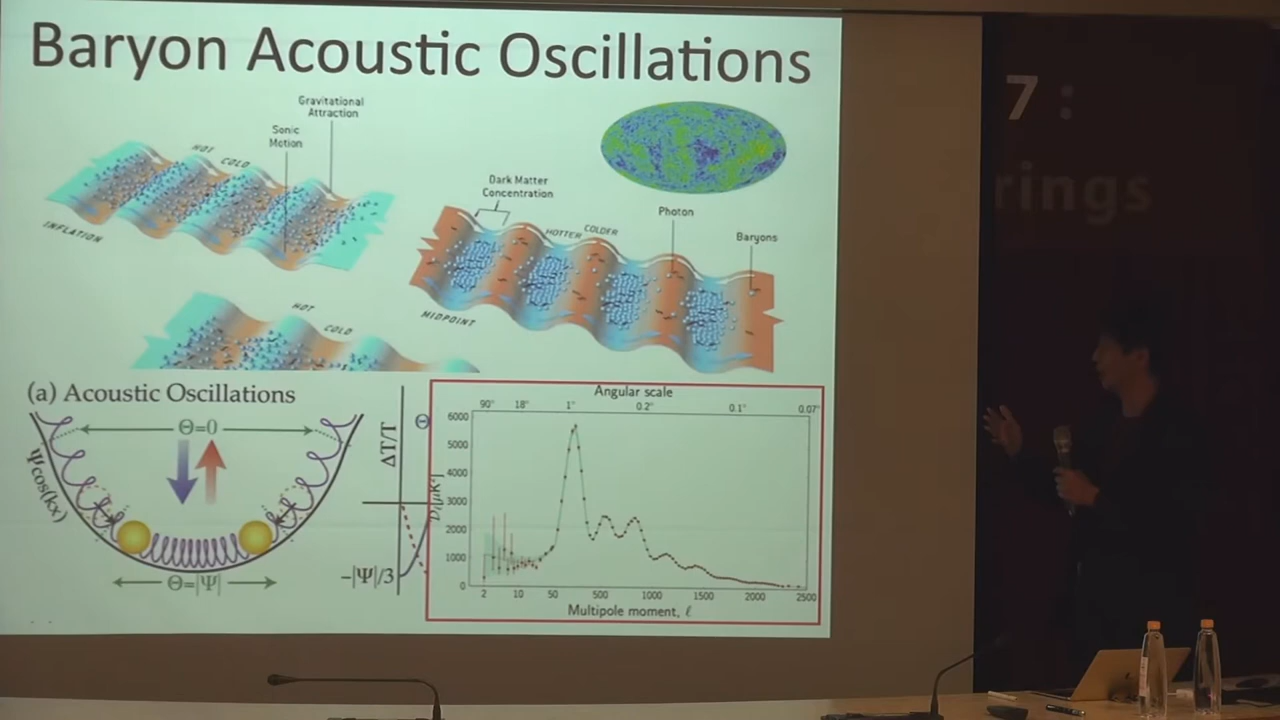 Baryon Acoustic Oscillations
Gravitational
Attraction
Sonic
Motion
HOT
COLD
INFLATION
Dark Matter
Concentration
HOTTER
COLDER
Photon
Baryons
MIDPOINT
HOT
COLD
(a) Acoustic Oscillations
Θ=0
Ψcos(kx)
Θ=|Ψ|
ΔT/T
Θ
−|Ψ|/3
Angular scale
90° 18° 1° 0.2° 0.1° 0.07°
6000
5000
4000
3000
2000
1000
0
2 10 50 500 1000 1500 2000 2500
Multipole moment, ℓ
7 :
rings